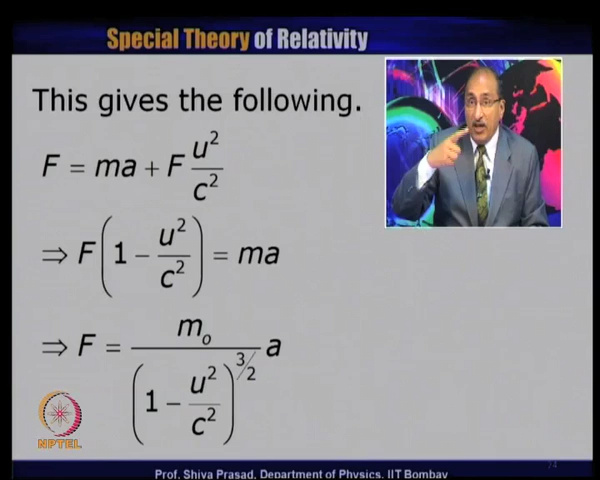 Special Theory of Relativity
This gives the following.
F = ma + F u²/c²
⇒ F(1 − u²/c²) = ma
⇒ F = m₀/(1 − u²/c²)^(3/2) a
NPTEL
24
Prof. Shiva Prasad, Department of Physics, IIT Bombay